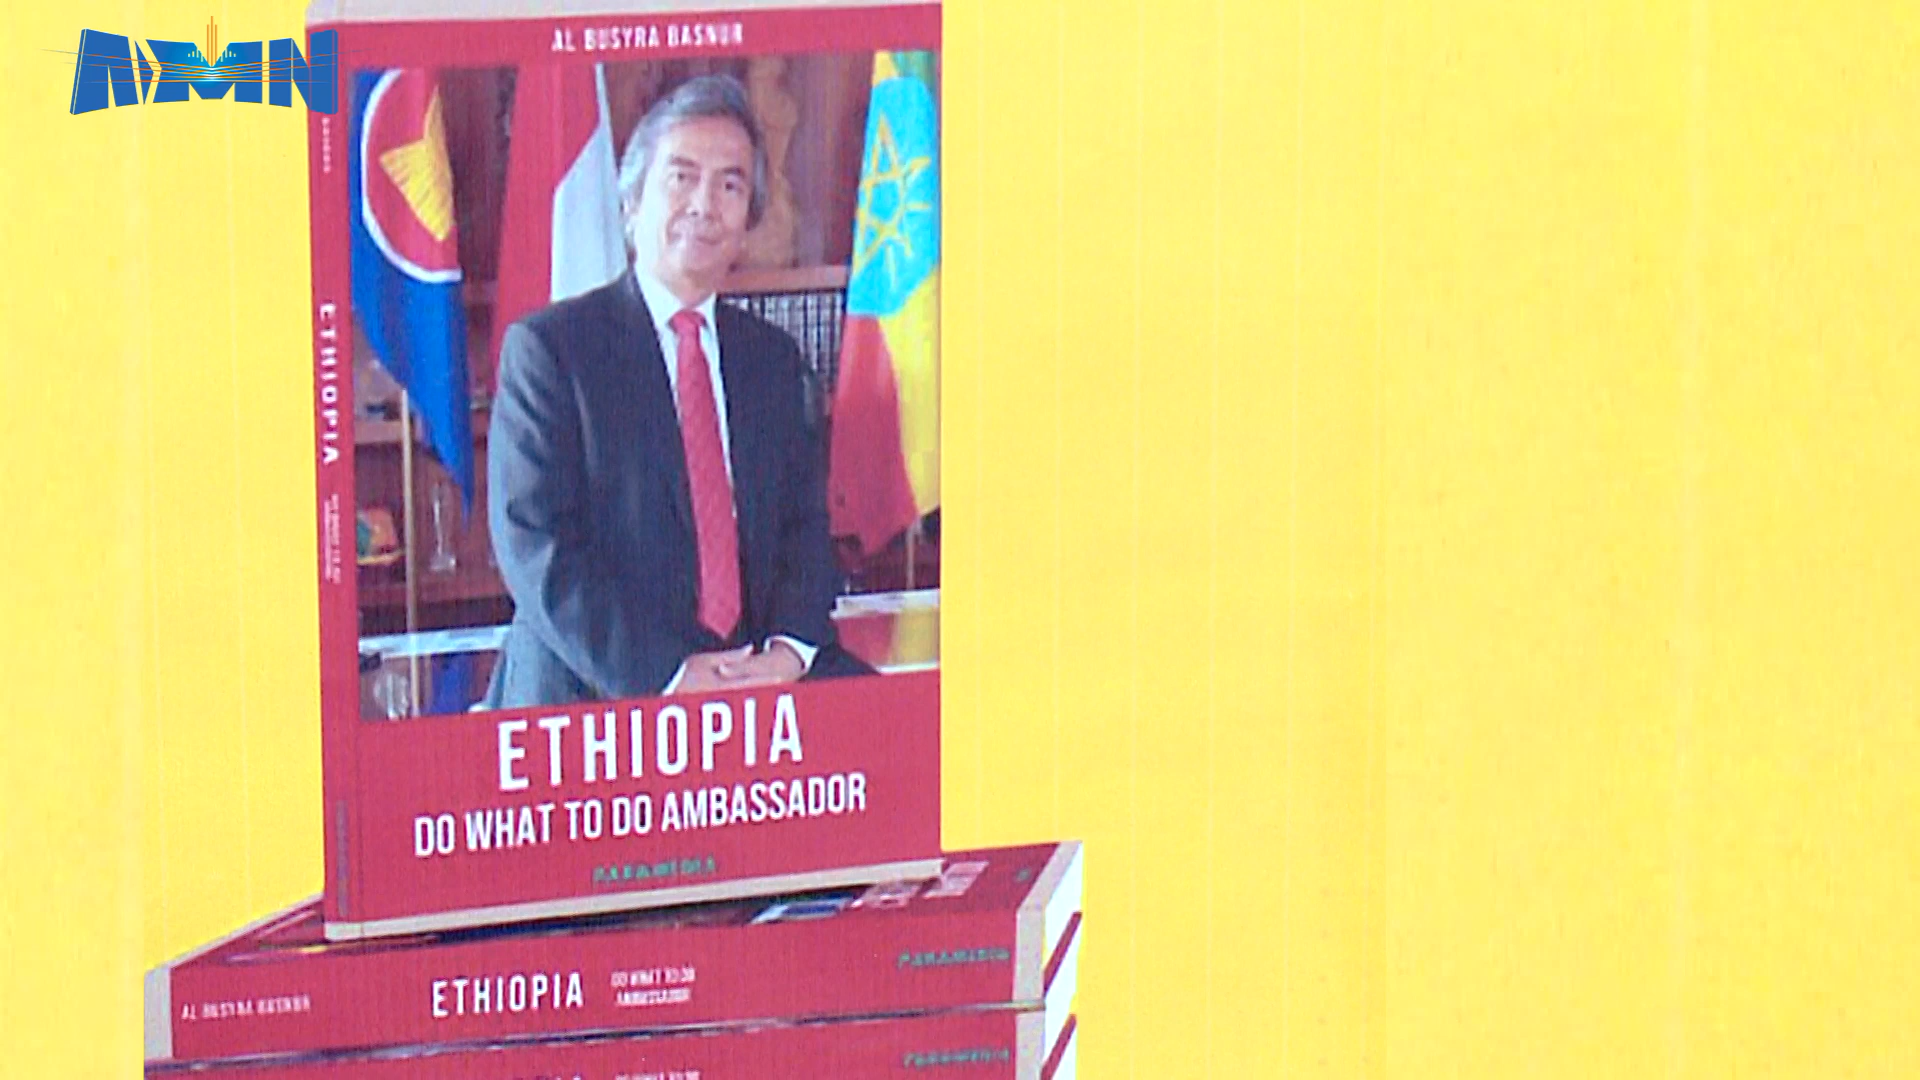 AMN
AL BUSYRA BASNUR
ETHIOPIA
ETHIOPIA
DO WHAT TO DO AMBASSADOR
PARAMEDIA
AL BUSYRA BASNUR
ETHIOPIA
DO WHAT TO DO
AMBASSADOR
PARAMEDIA
PARAMEDIA